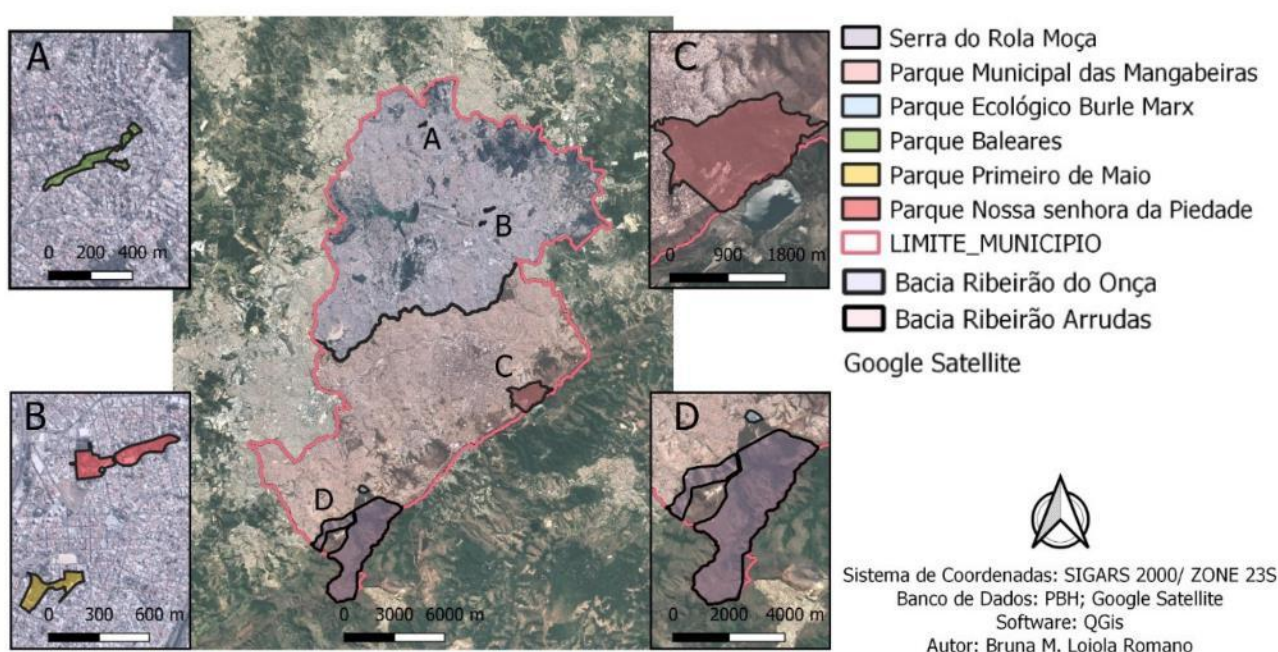 A
0 200 400 m
B
0 300 600 m
A
B
C
D
0 3000 6000 m
C
0 900 1800 m
D
0 2000 4000 m
Serra do Rola Moça
Parque Municipal das Mangabeiras
Parque Ecológico Burle Marx
Parque Baleares
Parque Primeiro de Maio
Parque Nossa senhora da Piedade
LIMITE_MUNICIPIO
Bacia Ribeirão do Onça
Bacia Ribeirão Arrudas
Google Satellite
Sistema de Coordenadas: SIGARS 2000/ ZONE 23S
Banco de Dados: PBH; Google Satellite
Software: QGis
Autor: Bruna M. Loiola Romano